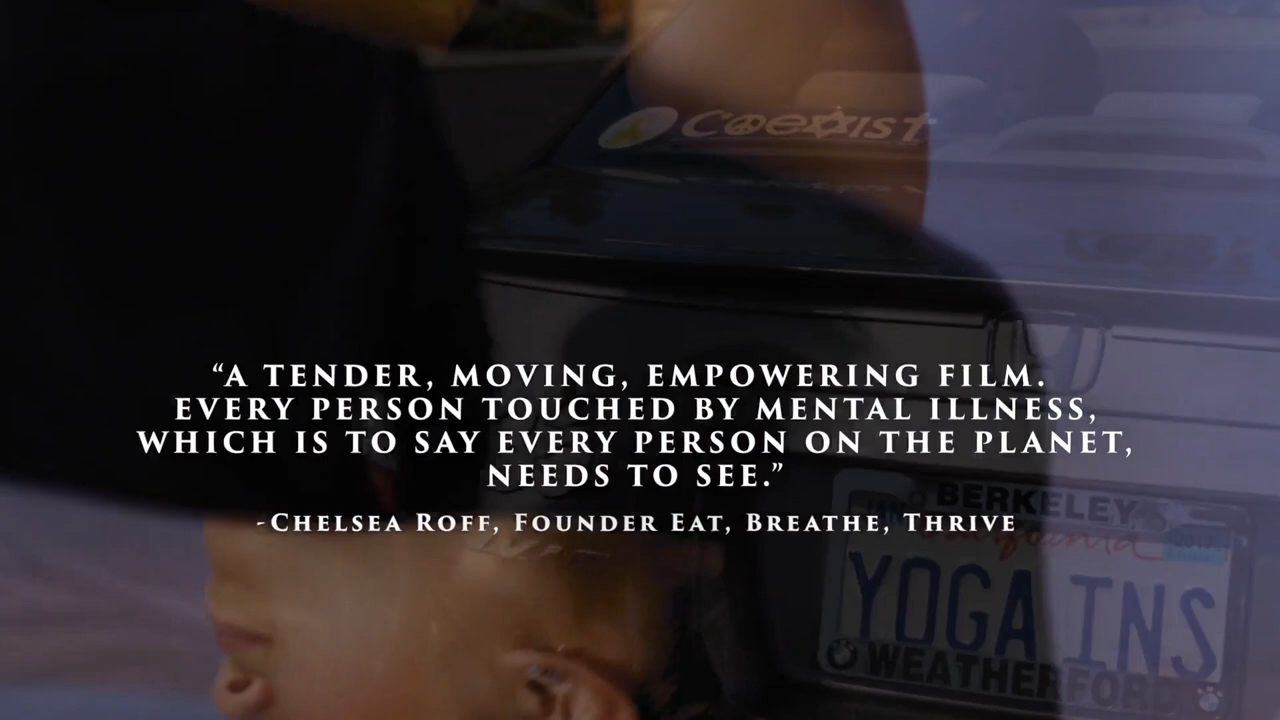 Coexist
“A TENDER, MOVING, EMPOWERING FILM.
EVERY PERSON TOUCHED BY MENTAL ILLNESS,
WHICH IS TO SAY EVERY PERSON ON THE PLANET,
NEEDS TO SEE.”
-CHELSEA ROFF, FOUNDER EAT, BREATHE, THRIVE
BERKELEY
California
YOGA INS
WEATHERFORD